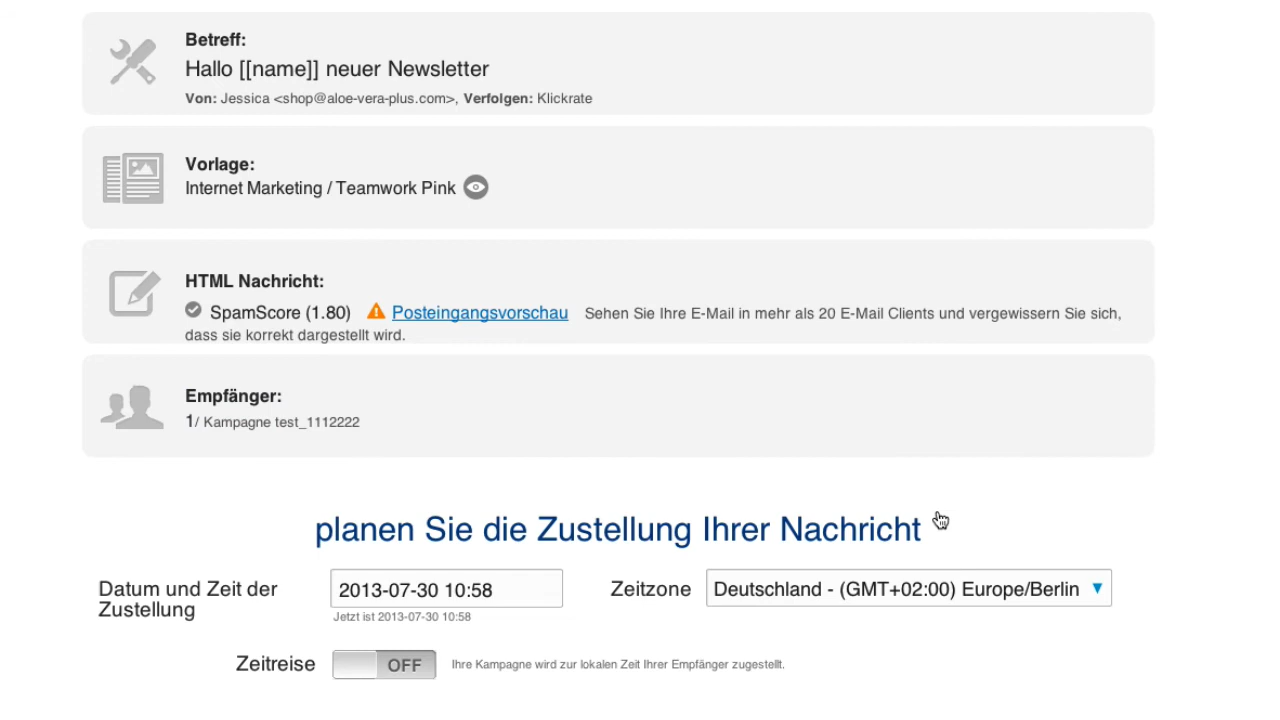 Betreff:
Hallo [[name]] neuer Newsletter
Von: Jessica <shop@aloe-vera-plus.com>, Verfolgen: Klickrate
Vorlage:
Internet Marketing / Teamwork Pink
HTML Nachricht:
SpamScore (1.80) Posteingangsvorschau Sehen Sie Ihre E-Mail in mehr als 20 E-Mail Clients und vergewissern Sie sich,
dass sie korrekt dargestellt wird.
Empfänger:
1/ Kampagne test_1112222
planen Sie die Zustellung Ihrer Nachricht
Datum und Zeit der
Zustellung
2013-07-30 10:58
Jetzt ist 2013-07-30 10:58
Zeitzone
Deutschland - (GMT+02:00) Europe/Berlin
Zeitreise
OFF
Ihre Kampagne wird zur lokalen Zeit Ihrer Empfänger zugestellt.